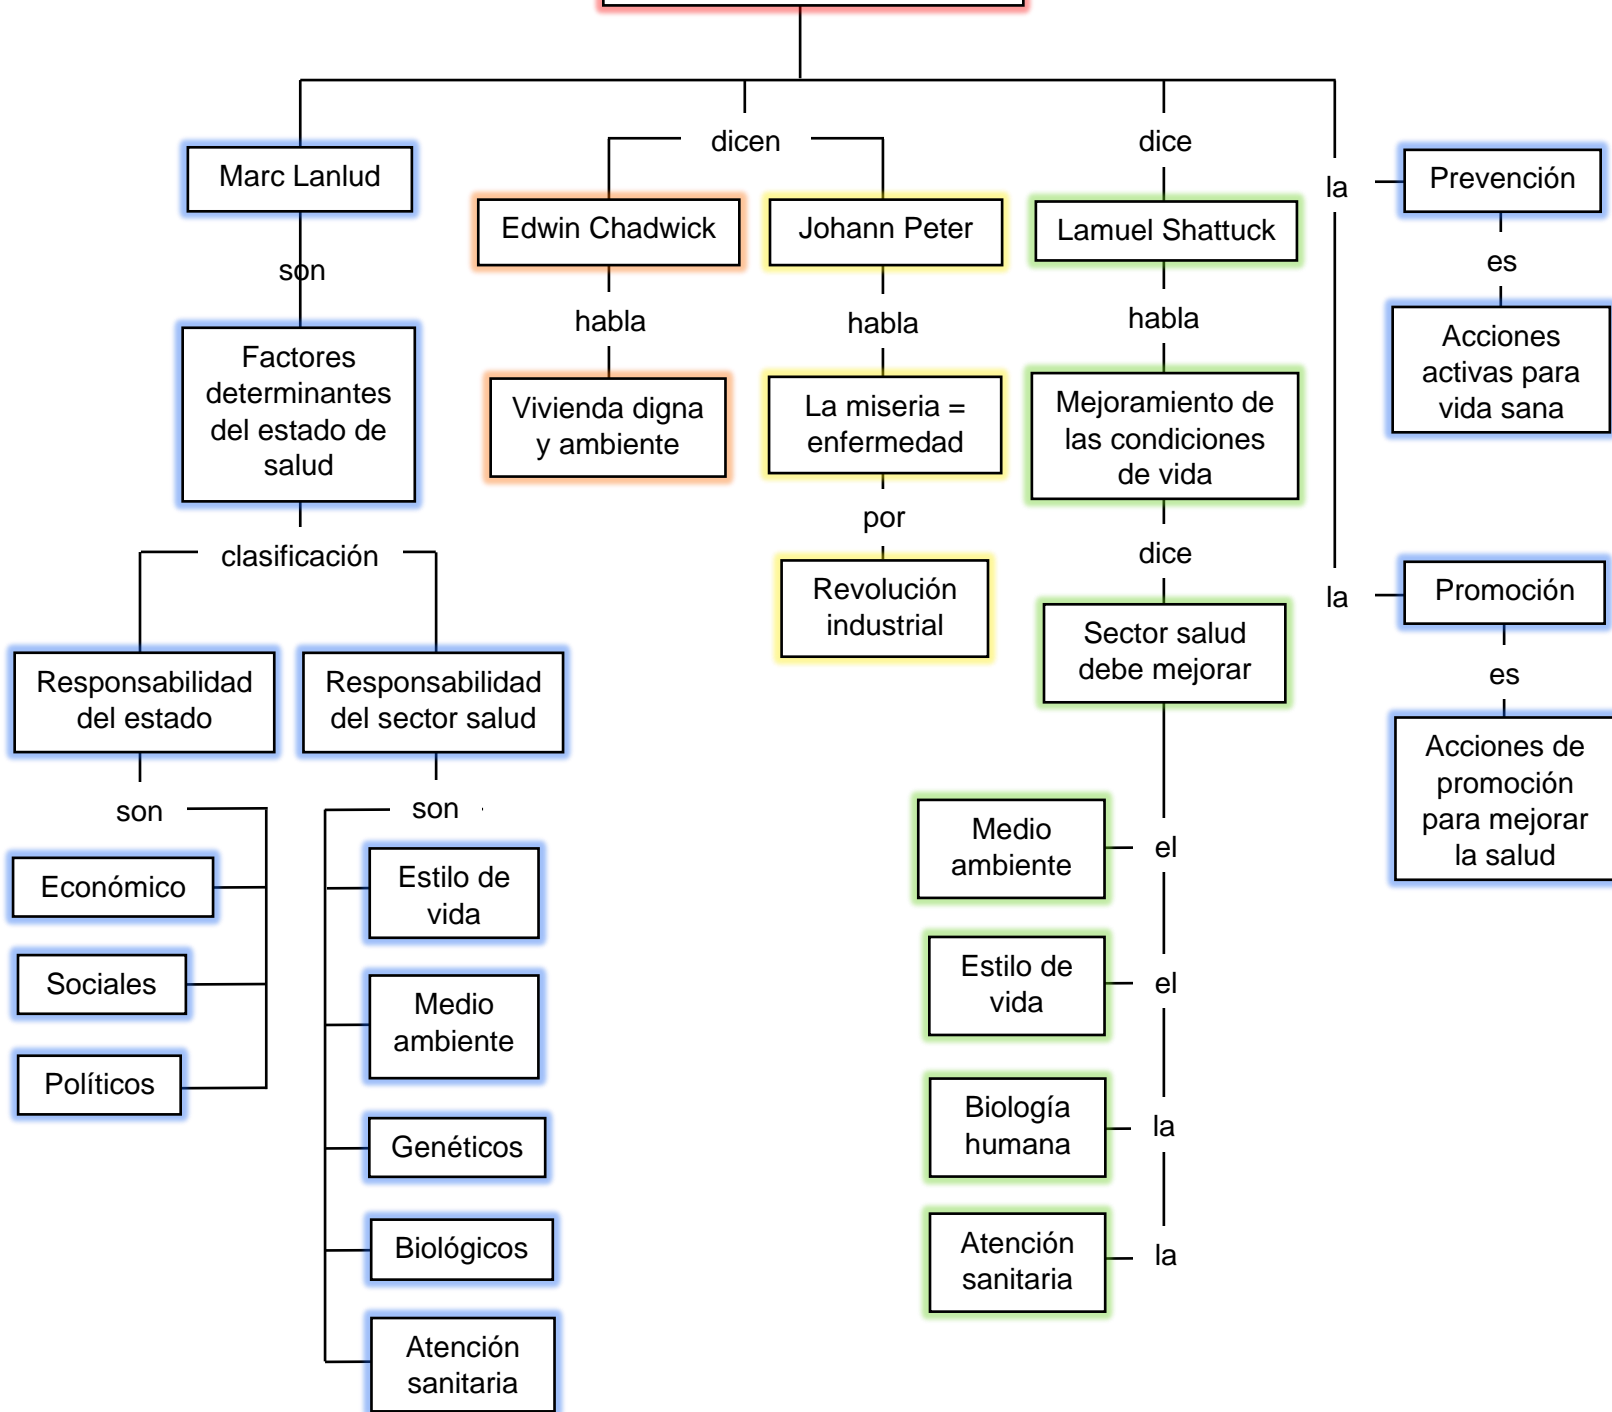 dicen
dice
Marc Lanlud
la
Prevención
Edwin Chadwick
Johann Peter
Lamuel Shattuck
son
es
habla
habla
habla
Factores
determinantes
del estado de
salud
Vivienda digna
y ambiente
La miseria =
enfermedad
Mejoramiento de
las condiciones
de vida
Acciones
activas para
vida sana
por
clasificación
dice
Revolución
industrial
Sector salud
debe mejorar
la
Promoción
Responsabilidad
del estado
Responsabilidad
del sector salud
es
Acciones de
promoción
para mejorar
la salud
son
Económico
Sociales
Políticos
son
Estilo de
vida
Medio
ambiente
Genéticos
Biológicos
Atención
sanitaria
Medio
ambiente
el
Estilo de
vida
el
Biología
humana
la
Atención
sanitaria
la